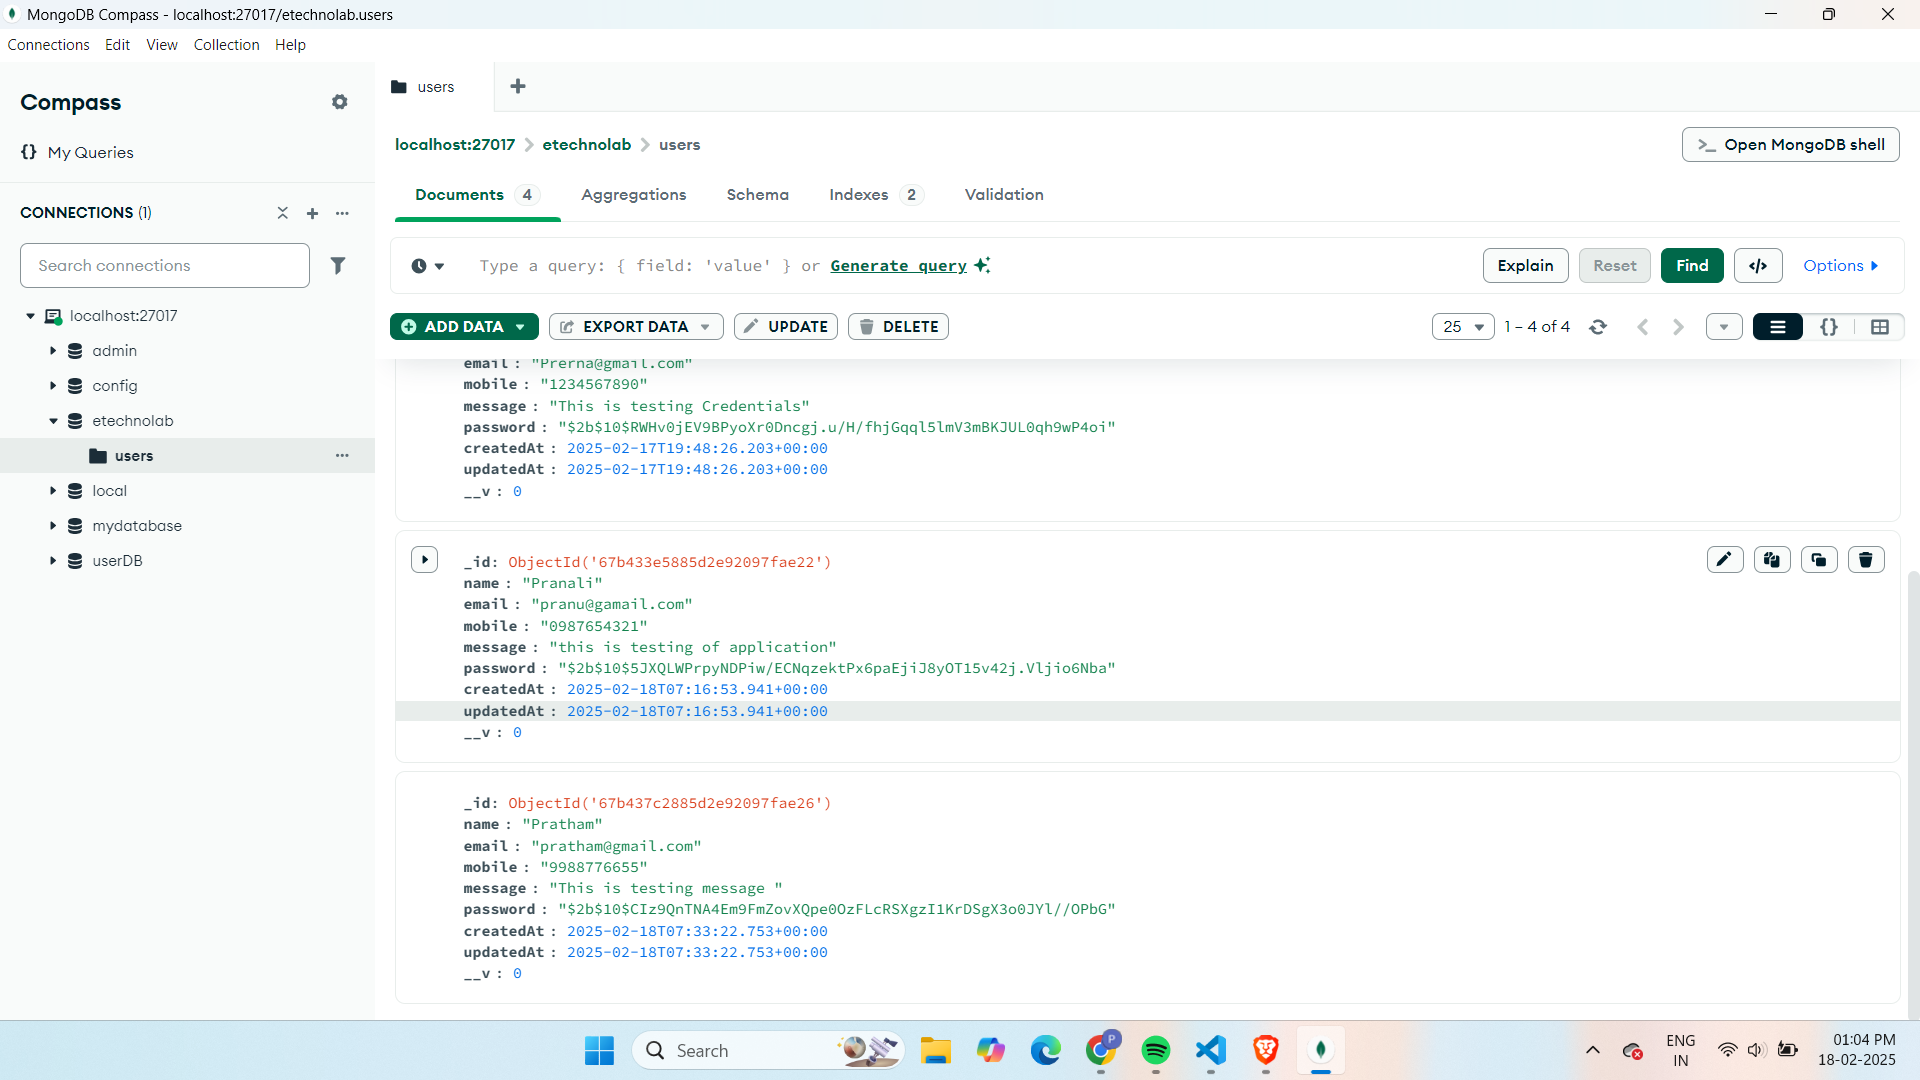 MongoDB Compass - localhost:27017/etechnolab.users
Connections Edit View Collection Help
Compass
{} My Queries
CONNECTIONS (1)
Search connections
localhost:27017
admin
config
etechnolab
users
local
mydatabase
userDB
users
localhost:27017 > etechnolab > users
>_ Open MongoDB shell
Documents 4 Aggregations Schema Indexes 2 Validation
Type a query: { field: 'value' } or Generate query
Explain Reset Find </> Options
ADD DATA EXPORT DATA UPDATE DELETE
25 1 – 4 of 4 {}
email : "Prerna@gmail.com"
mobile : "1234567890"
message : "This is testing Credentials"
password : "$2b$10$RWHv0jEV9BPyoXr0Dncgj.u/H/fhjGqql5lmV3mBKJUL0qh9wP4oi"
createdAt : 2025-02-17T19:48:26.203+00:00
updatedAt : 2025-02-17T19:48:26.203+00:00
__v : 0
_id: ObjectId('67b433e5885d2e92097fae22')
name : "Pranali"
email : "pranu@gamail.com"
mobile : "0987654321"
message : "this is testing of application"
password : "$2b$10$5JXQLWPrpyNDPiw/ECNqzektPx6paEjiJ8yOT15v42j.Vljio6Nba"
createdAt : 2025-02-18T07:16:53.941+00:00
updatedAt : 2025-02-18T07:16:53.941+00:00
__v : 0
_id: ObjectId('67b437c2885d2e92097fae26')
name : "Pratham"
email : "pratham@gmail.com"
mobile : "9988776655"
message : "This is testing message "
password : "$2b$10$CIz9QnTNA4Em9FmZovXQpe0OzFLcRSXgzI1KrDSgX3o0JYl//OPbG"
createdAt : 2025-02-18T07:33:22.753+00:00
updatedAt : 2025-02-18T07:33:22.753+00:00
__v : 0
Search
P
ENG
IN
01:04 PM
18-02-2025